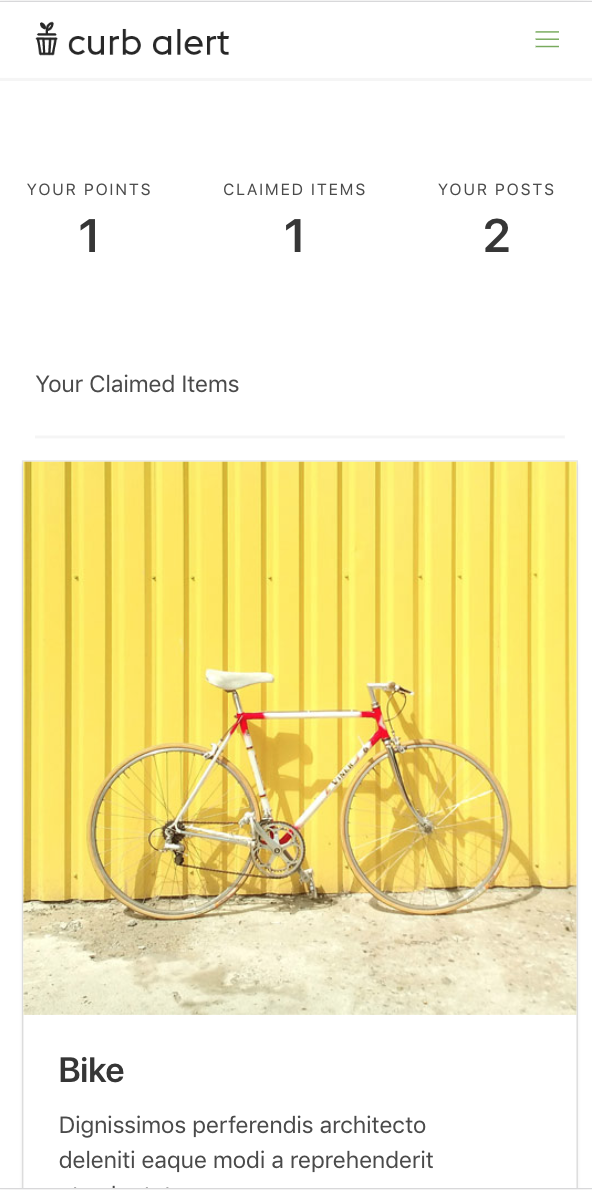 curb alert
YOUR POINTS CLAIMED ITEMS YOUR POSTS
1 1 2
Your Claimed Items
VINER
Bike
Dignissimos perferendis architecto
deleniti eaque modi a reprehenderit